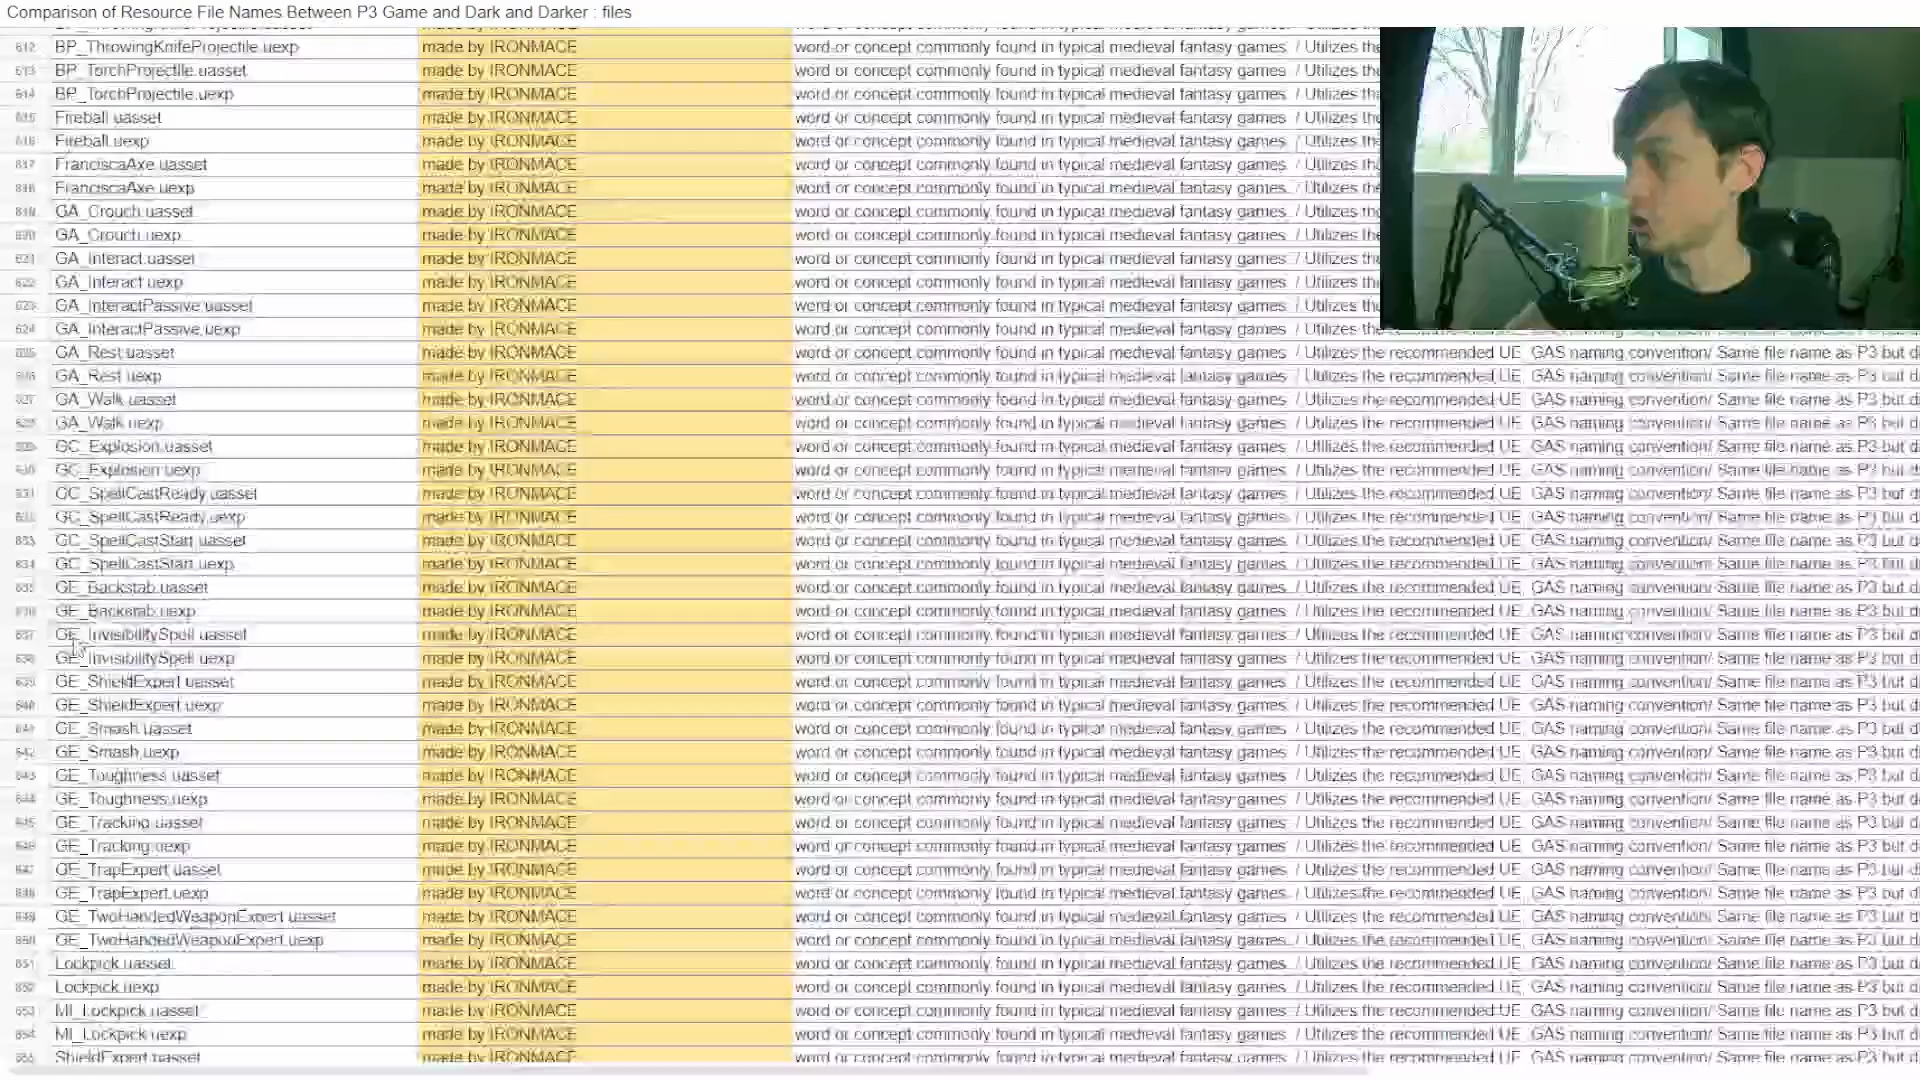 Comparison of Resource File Names Between P3 Game and Dark and Darker : files
612 BP_ThrowingKnifeProjectile.uexp made by IRONMACE word or concept commonly found in typical medieval fantasy games / Utilizes the
613 BP_TorchProjectile.uasset made by IRONMACE word or concept commonly found in typical medieval fantasy games / Utilizes the
614 BP_TorchProjectile.uexp made by IRONMACE word or concept commonly found in typical medieval fantasy games / Utilizes the
615 Fireball.uasset made by IRONMACE word or concept commonly found in typical medieval fantasy games / Utilizes the
616 Fireball.uexp made by IRONMACE word or concept commonly found in typical medieval fantasy games / Utilizes the
617 FranciscaAxe.uasset made by IRONMACE word or concept commonly found in typical medieval fantasy games / Utilizes the
618 FranciscaAxe.uexp made by IRONMACE word or concept commonly found in typical medieval fantasy games / Utilizes the
619 GA_Crouch.uasset made by IRONMACE word or concept commonly found in typical medieval fantasy games / Utilizes the
620 GA_Crouch.uexp made by IRONMACE word or concept commonly found in typical medieval fantasy games / Utilizes the
621 GA_Interact.uasset made by IRONMACE word or concept commonly found in typical medieval fantasy games / Utilizes the
622 GA_Interact.uexp made by IRONMACE word or concept commonly found in typical medieval fantasy games / Utilizes the
623 GA_InteractPassive.uasset made by IRONMACE word or concept commonly found in typical medieval fantasy games / Utilizes the
624 GA_InteractPassive.uexp made by IRONMACE word or concept commonly found in typical medieval fantasy games / Utilizes the
625 GA_Rest.uasset made by IRONMACE word or concept commonly found in typical medieval fantasy games / Utilizes the recommended UE GAS naming convention/ Same file name as P3 but d
626 GA_Rest.uexp made by IRONMACE word or concept commonly found in typical medieval fantasy games / Utilizes the recommended UE GAS naming convention/ Same file name as P3 but d
627 GA_Walk.uasset made by IRONMACE word or concept commonly found in typical medieval fantasy games / Utilizes the recommended UE GAS naming convention/ Same file name as P3 but d
628 GA_Walk.uexp made by IRONMACE word or concept commonly found in typical medieval fantasy games / Utilizes the recommended UE GAS naming convention/ Same file name as P3 but d
629 GC_Explosion.uasset made by IRONMACE word or concept commonly found in typical medieval fantasy games / Utilizes the recommended UE GAS naming convention/ Same file name as P3 but d
630 GC_Explosion.uexp made by IRONMACE word or concept commonly found in typical medieval fantasy games / Utilizes the recommended UE GAS naming convention/ Same file name as P3 but d
631 GC_SpellCastReady.uasset made by IRONMACE word or concept commonly found in typical medieval fantasy games / Utilizes the recommended UE GAS naming convention/ Same file name as P3 but d
632 GC_SpellCastReady.uexp made by IRONMACE word or concept commonly found in typical medieval fantasy games / Utilizes the recommended UE GAS naming convention/ Same file name as P3 but d
633 GC_SpellCastStart.uasset made by IRONMACE word or concept commonly found in typical medieval fantasy games / Utilizes the recommended UE GAS naming convention/ Same file name as P3 but d
634 GC_SpellCastStart.uexp made by IRONMACE word or concept commonly found in typical medieval fantasy games / Utilizes the recommended UE GAS naming convention/ Same file name as P3 but d
635 GE_Backstab.uasset made by IRONMACE word or concept commonly found in typical medieval fantasy games / Utilizes the recommended UE GAS naming convention/ Same file name as P3 but d
636 GE_Backstab.uexp made by IRONMACE word or concept commonly found in typical medieval fantasy games / Utilizes the recommended UE GAS naming convention/ Same file name as P3 but d
637 GE_InvisibilitySpell.uasset made by IRONMACE word or concept commonly found in typical medieval fantasy games / Utilizes the recommended UE GAS naming convention/ Same file name as P3 but d
638 GE_InvisibilitySpell.uexp made by IRONMACE word or concept commonly found in typical medieval fantasy games / Utilizes the recommended UE GAS naming convention/ Same file name as P3 but d
639 GE_ShieldExpert.uasset made by IRONMACE word or concept commonly found in typical medieval fantasy games / Utilizes the recommended UE GAS naming convention/ Same file name as P3 but d
640 GE_ShieldExpert.uexp made by IRONMACE word or concept commonly found in typical medieval fantasy games / Utilizes the recommended UE GAS naming convention/ Same file name as P3 but d
641 GE_Smash.uasset made by IRONMACE word or concept commonly found in typical medieval fantasy games / Utilizes the recommended UE GAS naming convention/ Same file name as P3 but d
642 GE_Smash.uexp made by IRONMACE word or concept commonly found in typical medieval fantasy games / Utilizes the recommended UE GAS naming convention/ Same file name as P3 but d
643 GE_Toughness.uasset made by IRONMACE word or concept commonly found in typical medieval fantasy games / Utilizes the recommended UE GAS naming convention/ Same file name as P3 but d
644 GE_Toughness.uexp made by IRONMACE word or concept commonly found in typical medieval fantasy games / Utilizes the recommended UE GAS naming convention/ Same file name as P3 but d
645 GE_Tracking.uasset made by IRONMACE word or concept commonly found in typical medieval fantasy games / Utilizes the recommended UE GAS naming convention/ Same file name as P3 but d
646 GE_Tracking.uexp made by IRONMACE word or concept commonly found in typical medieval fantasy games / Utilizes the recommended UE GAS naming convention/ Same file name as P3 but d
647 GE_TrapExpert.uasset made by IRONMACE word or concept commonly found in typical medieval fantasy games / Utilizes the recommended UE GAS naming convention/ Same file name as P3 but d
648 GE_TrapExpert.uexp made by IRONMACE word or concept commonly found in typical medieval fantasy games / Utilizes the recommended UE GAS naming convention/ Same file name as P3 but d
649 GE_TwoHandedWeaponExpert.uasset made by IRONMACE word or concept commonly found in typical medieval fantasy games / Utilizes the recommended UE GAS naming convention/ Same file name as P3 but d
650 GE_TwoHandedWeaponExpert.uexp made by IRONMACE word or concept commonly found in typical medieval fantasy games / Utilizes the recommended UE GAS naming convention/ Same file name as P3 but d
651 Lockpick.uasset made by IRONMACE word or concept commonly found in typical medieval fantasy games / Utilizes the recommended UE GAS naming convention/ Same file name as P3 but d
652 Lockpick.uexp made by IRONMACE word or concept commonly found in typical medieval fantasy games / Utilizes the recommended UE GAS naming convention/ Same file name as P3 but d
653 MI_Lockpick.uasset made by IRONMACE word or concept commonly found in typical medieval fantasy games / Utilizes the recommended UE GAS naming convention/ Same file name as P3 but d
654 MI_Lockpick.uexp made by IRONMACE word or concept commonly found in typical medieval fantasy games / Utilizes the recommended UE GAS naming convention/ Same file name as P3 but d
655 ShieldExpert.uasset made by IRONMACE word or concept commonly found in typical medieval fantasy games / Utilizes the recommended UE GAS naming convention/ Same file name as P3 but d